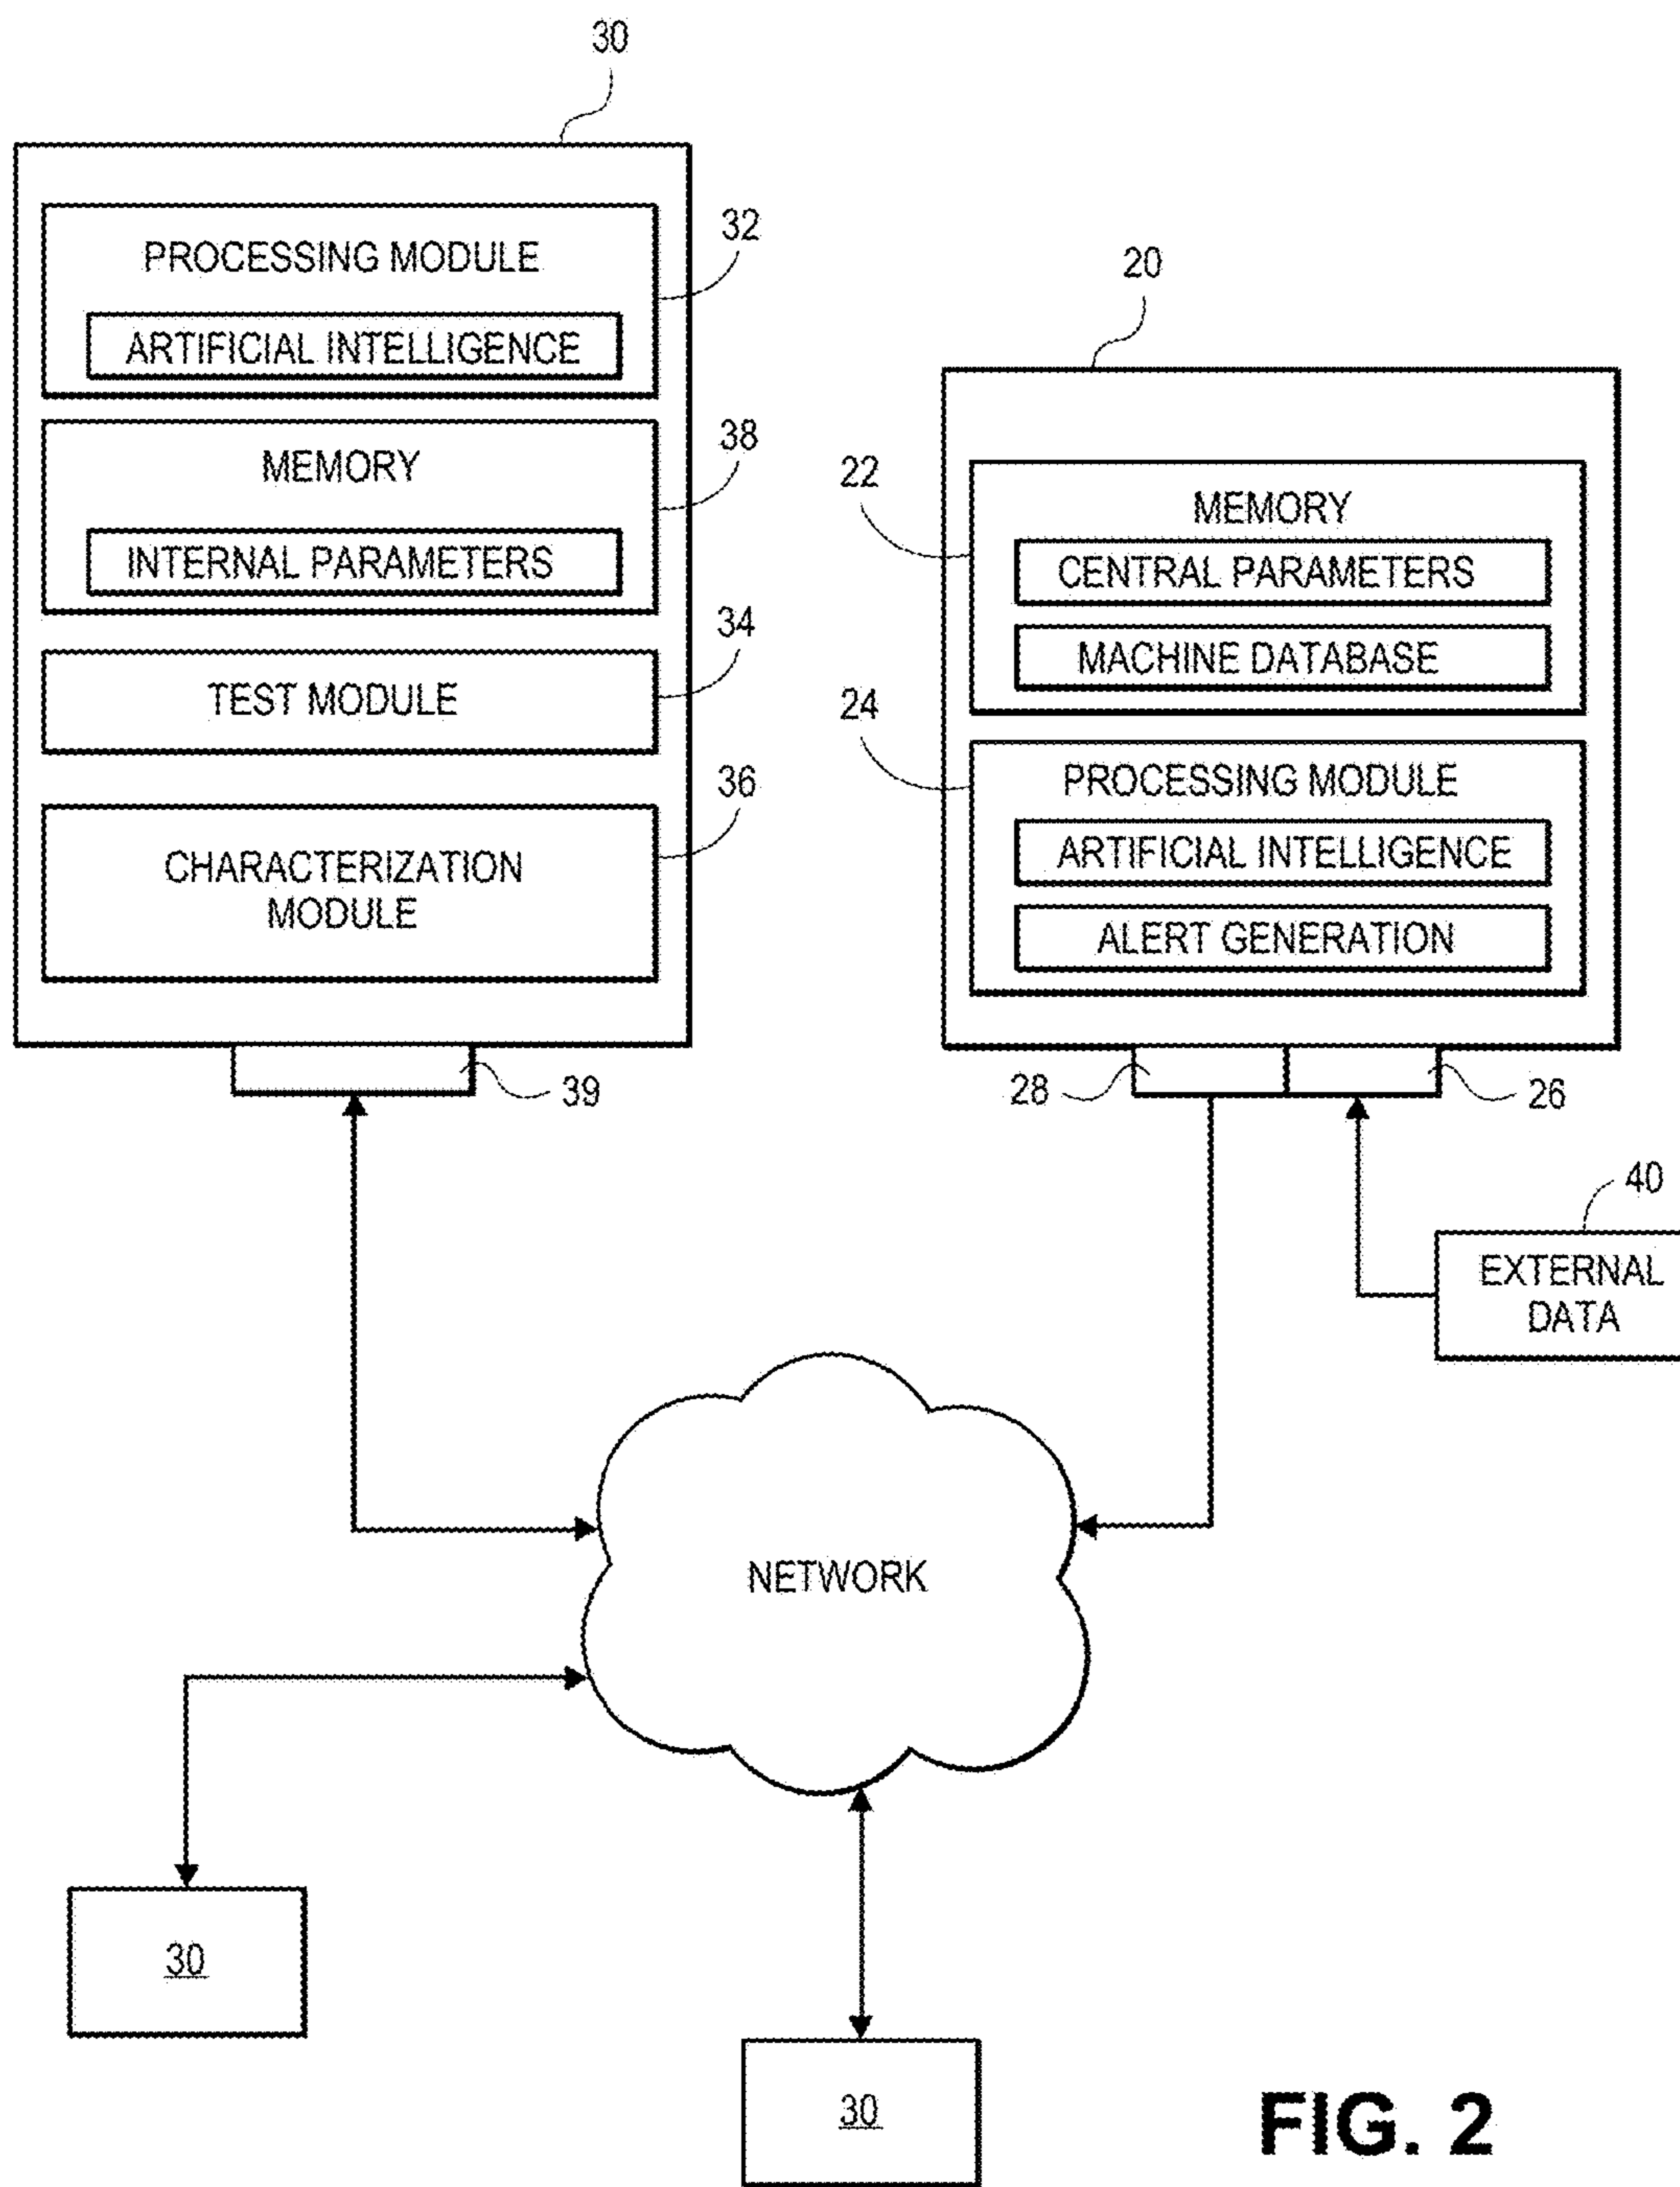 30
PROCESSING MODULE
32
ARTIFICIAL INTELLIGENCE
MEMORY
38
INTERNAL PARAMETERS
34
TEST MODULE
36
CHARACTERIZATION
MODULE
39
20
22
MEMORY
CENTRAL PARAMETERS
MACHINE DATABASE
24
PROCESSING MODULE
ARTIFICIAL INTELLIGENCE
ALERT GENERATION
28
26
40
EXTERNAL
DATA
NETWORK
30
30
FIG. 2